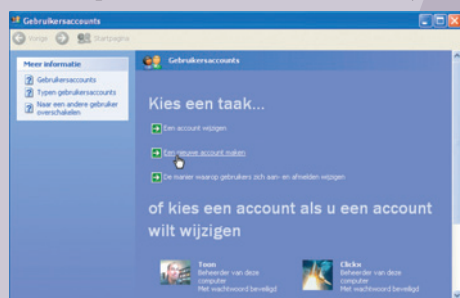 Gebruikersaccounts
Vorige
Startpagina
Meer informatie
Gebruikersaccounts
Typen gebruikersaccounts
Naar een andere gebruiker
overschakelen
Gebruikersaccounts
Kies een taak...
Een account wijzigen
Een nieuwe account maken
De manier waarop gebruikers zich aan- en afmelden wijzigen
of kies een account als u een account
wilt wijzigen
Toon
Beheerder van deze
computer
Met wachtwoord beveiligd
Clickx
Beheerder van deze
computer
Met wachtwoord beveiligd